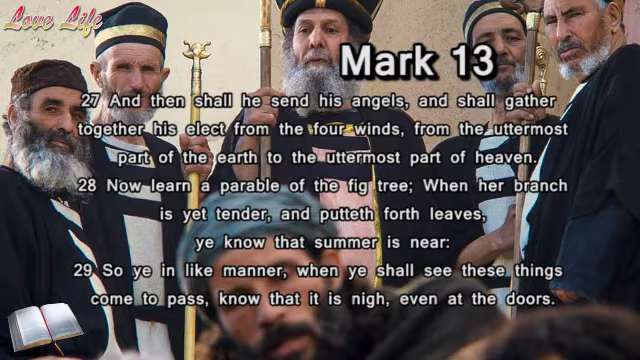 Love Life
Mark 13
27 And then shall he send his angels, and shall gather
together his elect from the four winds, from the uttermost
part of the earth to the uttermost part of heaven.
28 Now learn a parable of the fig tree; When her branch
is yet tender, and putteth forth leaves,
ye know that summer is near:
29 So ye in like manner, when ye shall see these things
come to pass, know that it is nigh, even at the doors.